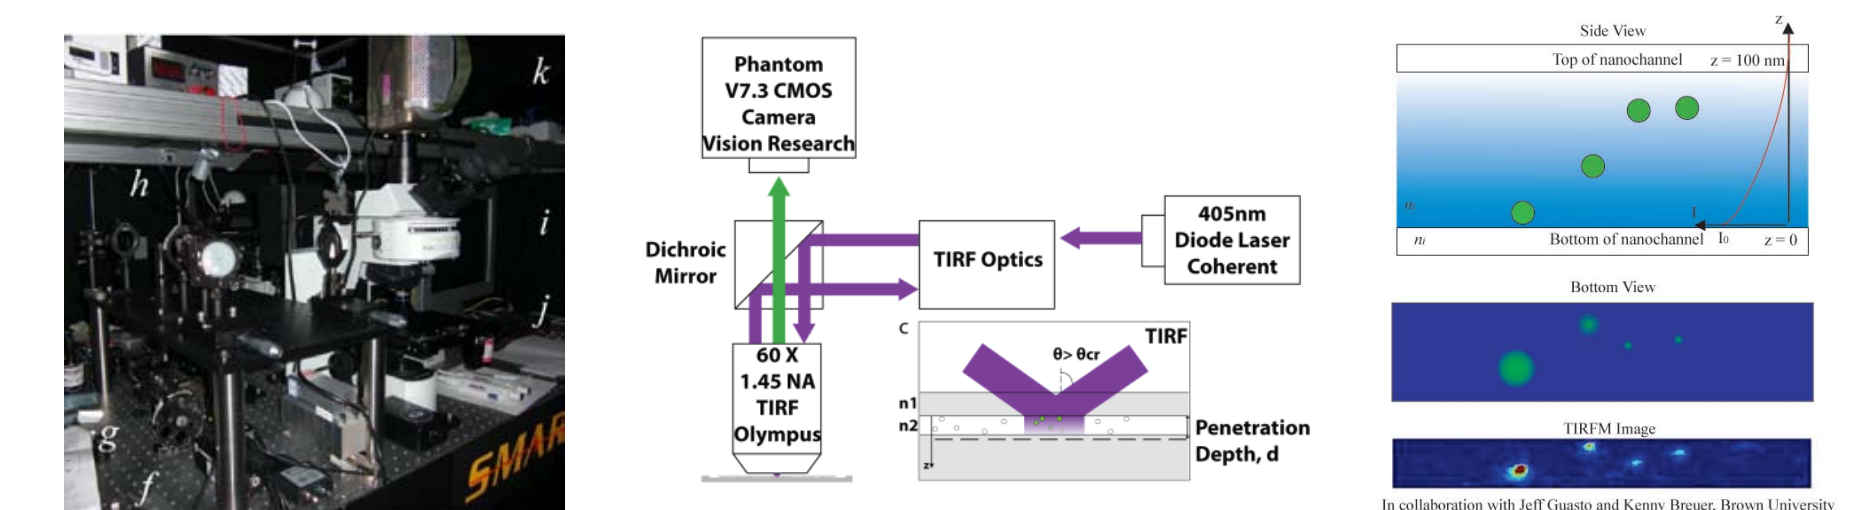 k
h
i
j
g
f
SMAR
Phantom
V7.3 CMOS
Camera
Vision Research
Dichroic
Mirror
TIRF Optics
405nm
Diode Laser
Coherent
60 X
1.45 NA
TIRF
Olympus
C
TIRF
θ> θcr
n1
n2
z
Penetration
Depth, d
Side View
z
Top of nanochannel z = 100 nm
I
ni
Bottom of nanochannel I0 z = 0
Bottom View
TIRFM Image
In collaboration with Jeff Guasto and Kenny Breuer, Brown University